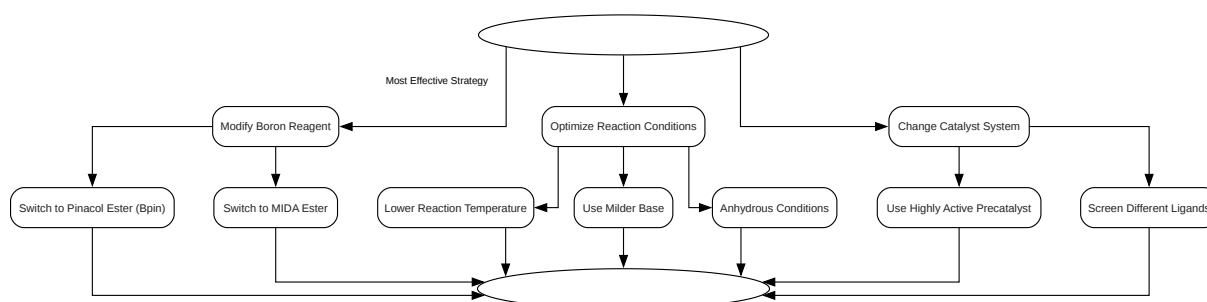 Most Effective Strategy
Modify Boron Reagent
Optimize Reaction Conditions
Change Catalyst System
Switch to Pinacol Ester (Bpin)
Switch to MIDA Ester
Lower Reaction Temperature
Use Milder Base
Anhydrous Conditions
Use Highly Active Precatalyst
Screen Different Ligands